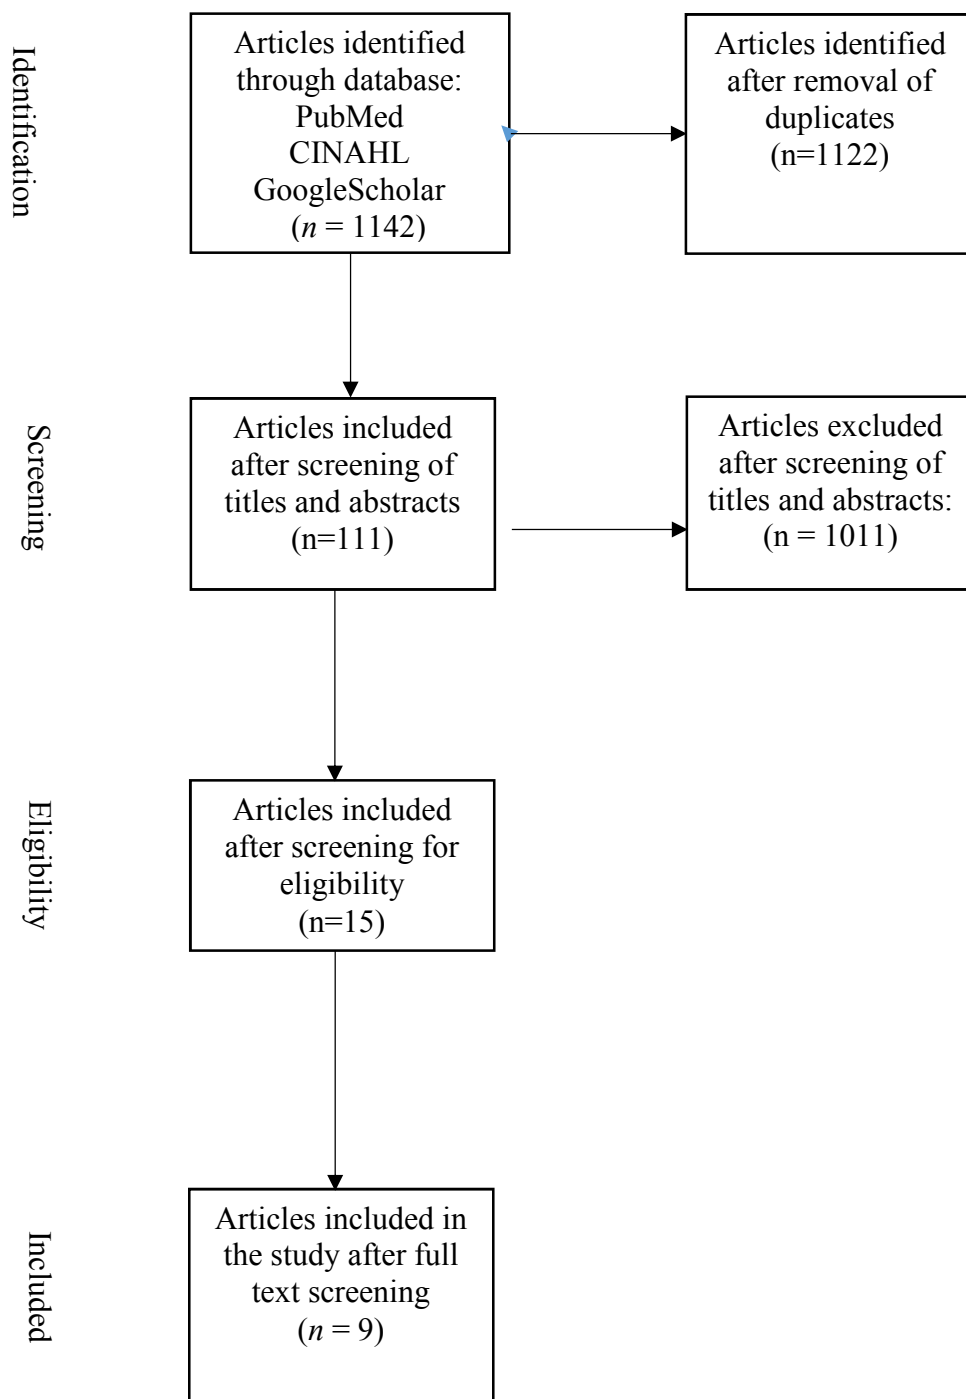 Identification
Articles identified
through database:
PubMed
CINAHL
GoogleScholar
(n = 1142)
Articles identified
after removal of
duplicates
(n=1122)
Screening
Articles included
after screening of
titles and abstracts
(n=111)
Articles excluded
after screening of
titles and abstracts:
(n = 1011)
Eligibility
Articles included
after screening for
eligibility
(n=15)
Included
Articles included in
the study after full
text screening
(n = 9)